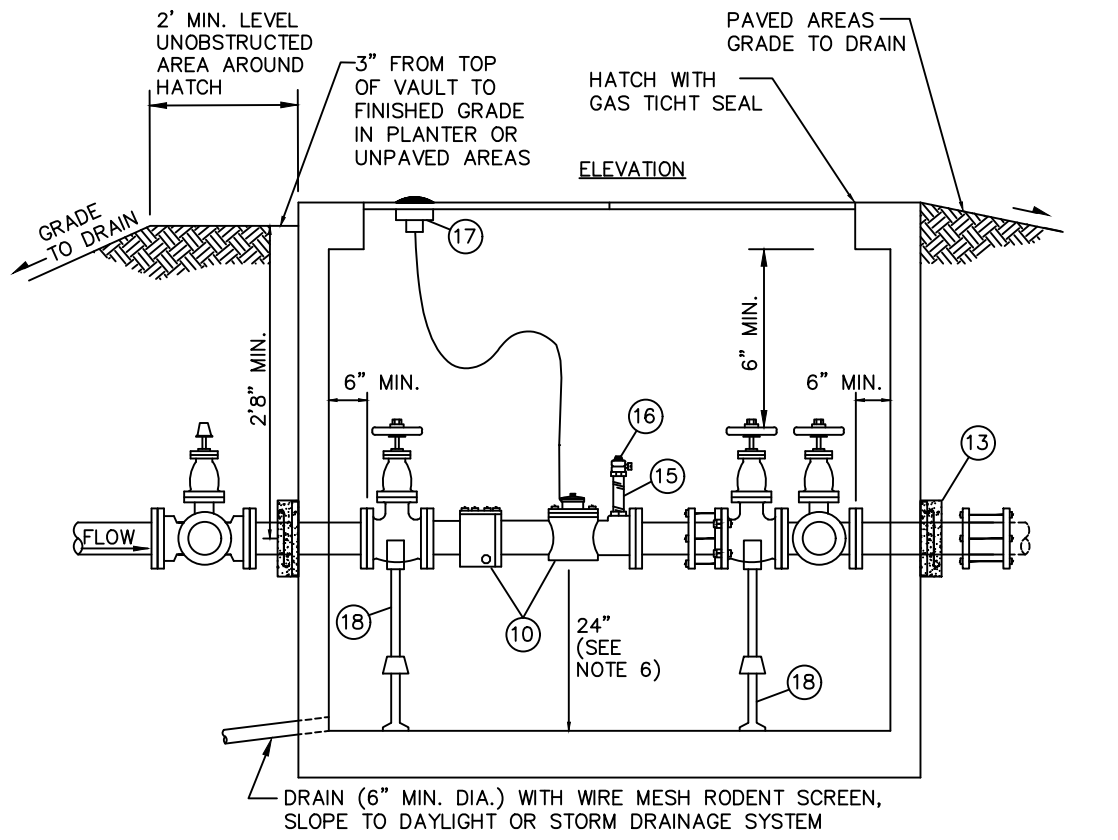 2' MIN. LEVEL
UNOBSTRUCTED
AREA AROUND
HATCH
3" FROM TOP
OF VAULT TO
FINISHED GRADE
IN PLANTER OR
UNPAVED AREAS
PAVED AREAS
GRADE TO DRAIN
HATCH WITH
GAS TICHT SEAL
ELEVATION
GRADE
TO DRAIN
17
2'8" MIN.
6" MIN.
6" MIN.
6" MIN.
16
15
13
FLOW
18
10
24"
(SEE
NOTE 6)
18
DRAIN (6" MIN. DIA.) WITH WIRE MESH RODENT SCREEN,
SLOPE TO DAYLIGHT OR STORM DRAINAGE SYSTEM